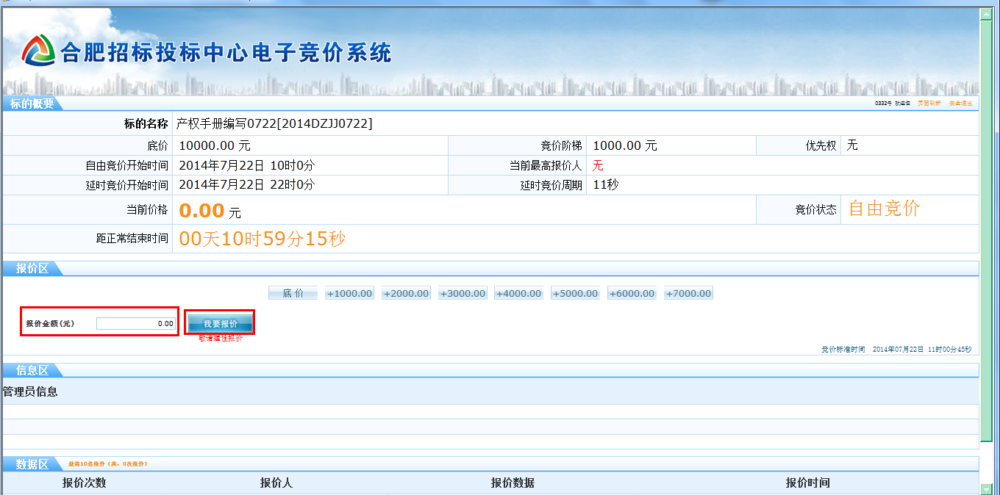 合肥招标投标中心电子竞价系统
标的概要 0332号 欢迎您 页面刷新 安全退出
标的名称 产权手册编写0722[2014DZJJ0722]
底价 10000.00 元 竞价阶梯 1000.00 元 优先权 无
自由竞价开始时间 2014年7月22日 10时0分 当前最高报价人 无
延时竞价开始时间 2014年7月22日 22时0分 延时竞价周期 11秒
当前价格 0.00 元 竞价状态 自由竞价
距正常结束时间 00天10时59分15秒
报价区
底 价 +1000.00 +2000.00 +3000.00 +4000.00 +5000.00 +6000.00 +7000.00
报价金额(元) 0.00 我要报价
敬请理性报价
竞价标准时间 2014年07月22日 11时00分45秒
信息区
管理员信息
数据区 最高10名报价（共：0次报价）
报价次数 报价人 报价数据 报价时间